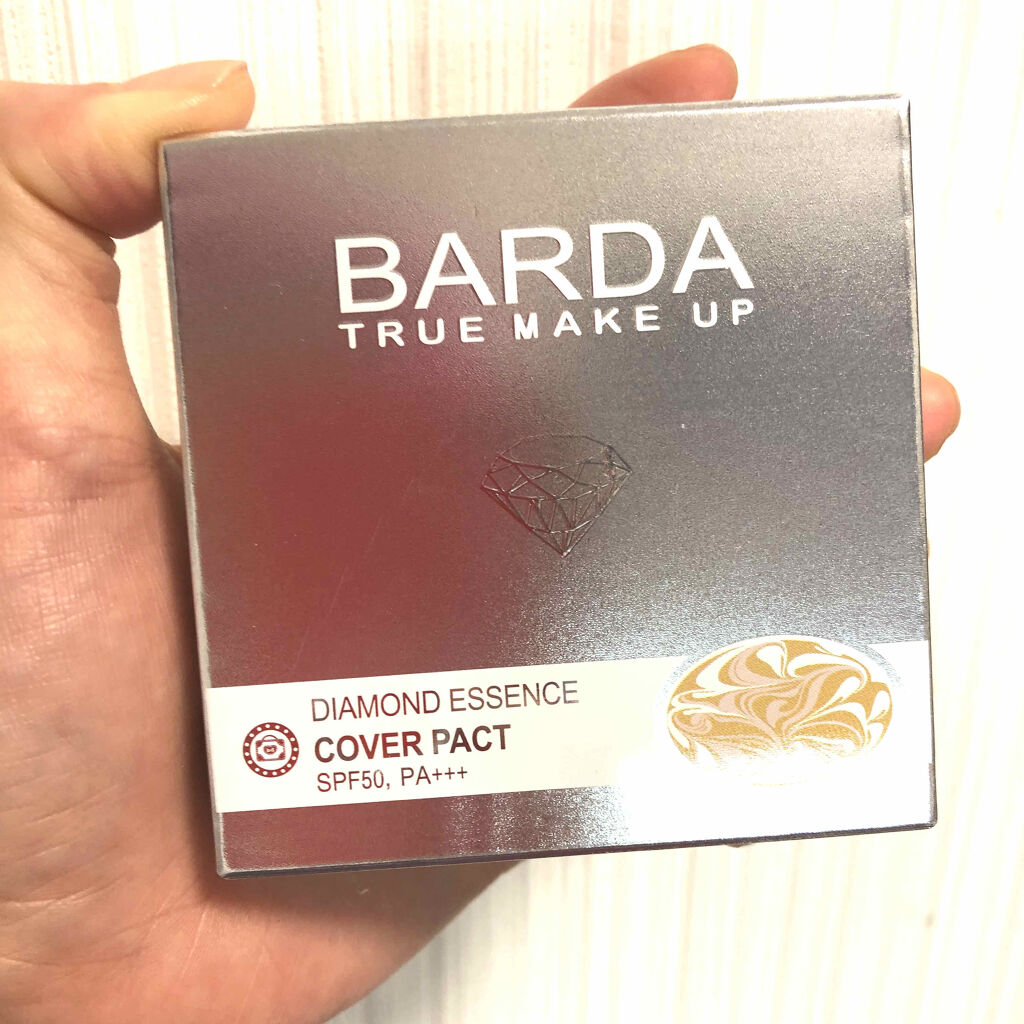 BARDA
TRUE MAKE UP
DIAMOND ESSENCE
COVER PACT
SPF50, PA+++